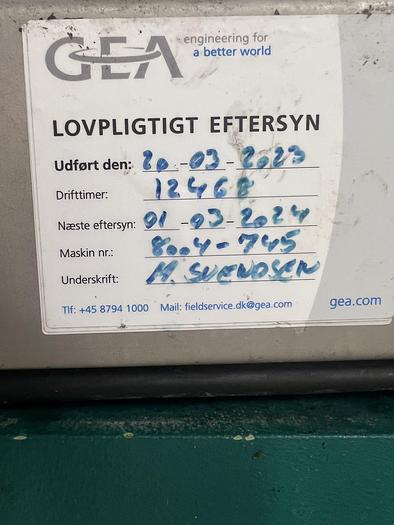 GEA
engineering for
a better world
LOVPLIGTIGT EFTERSYN
Udført den: 20-03-2023
Drifttimer: 12468
Næste eftersyn: 01-03-2024
Maskin nr.: 8004-745
Underskrift: M. SVENDSEN
Tlf: +45 8794 1000 Mail: fieldservice.dk@gea.com
gea.com